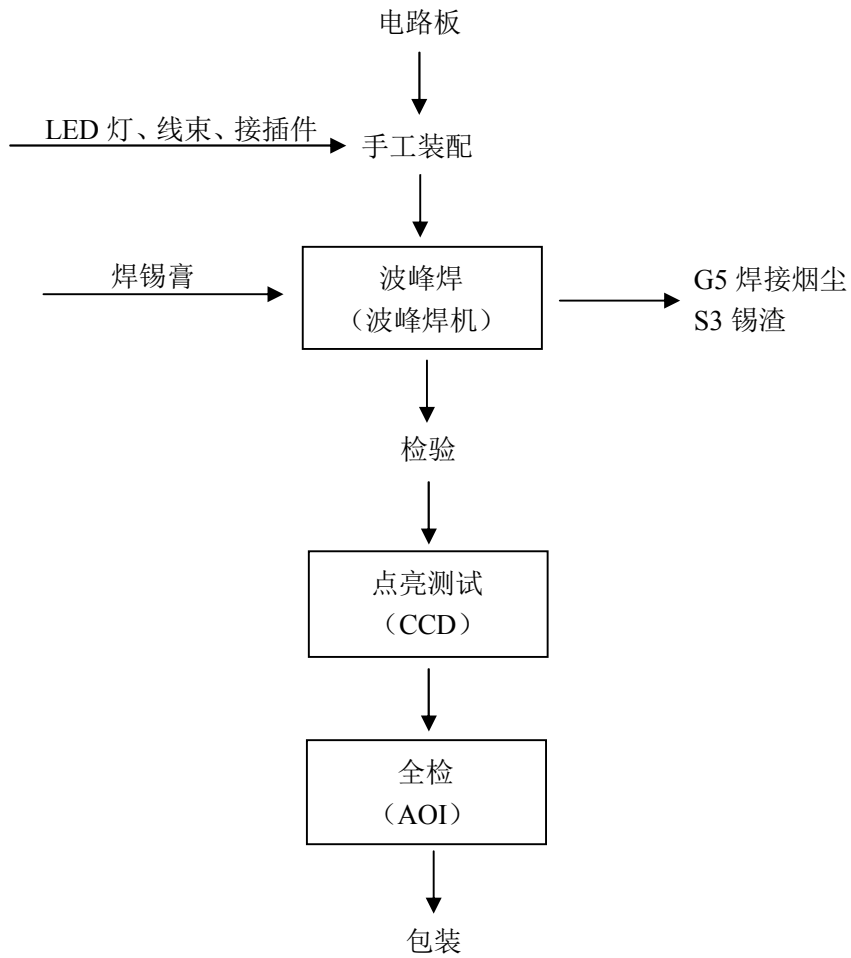 电路板
LED 灯、线束、接插件
手工装配
焊锡膏
波峰焊
（波峰焊机）
G5 焊接烟尘
S3 锡渣
检验
点亮测试
（CCD）
全检
（AOI）
包装